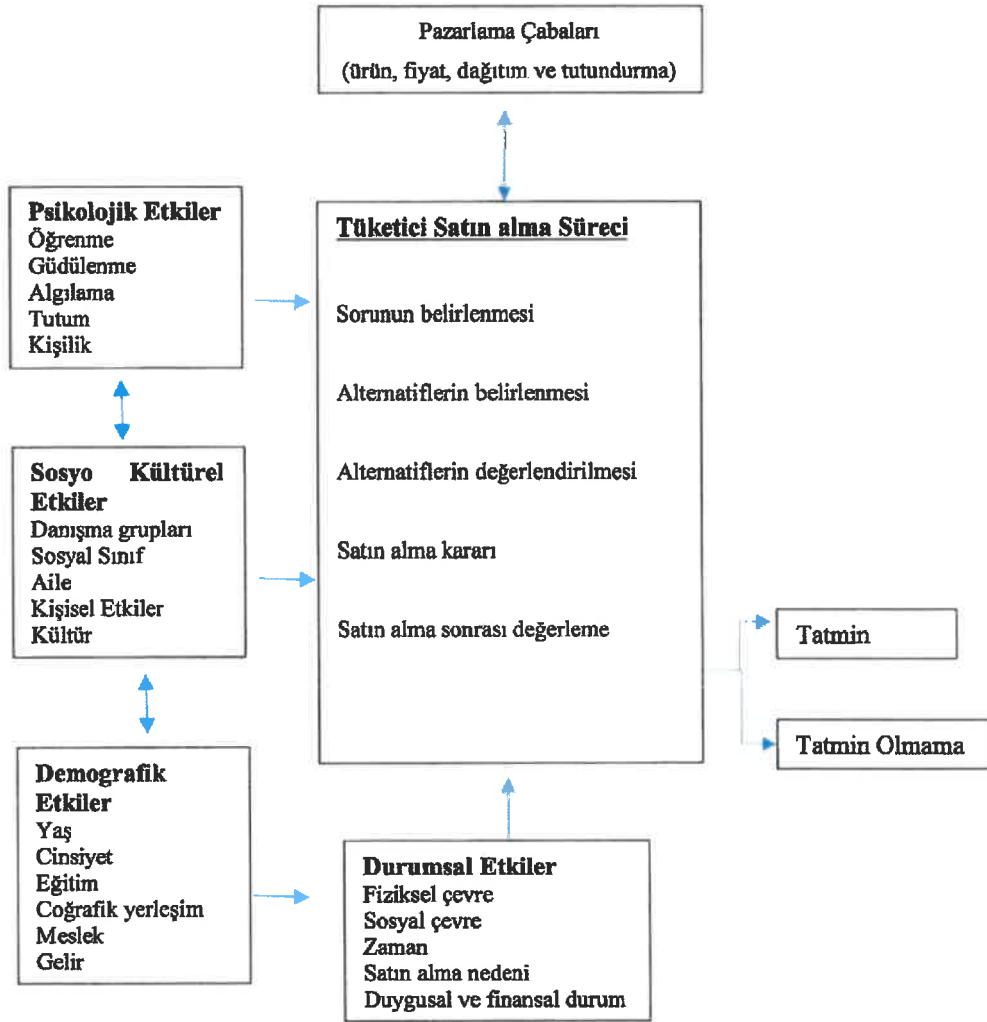 Pazarlama Çabaları
(ürün, fiyat, dağıtım ve tutundurma)
Psikolojik Etkiler
Öğrenme
Güdülenme
Algılama
Tutum
Kişilik
Sosyo Kültürel
Etkiler
Danışma grupları
Sosyal Sınıf
Aile
Kişisel Etkiler
Kültür
Demografik
Etkiler
Yaş
Cinsiyet
Eğitim
Coğrafik yerleşim
Meslek
Gelir
Tüketici Satın alma Süreci
Sorunun belirlenmesi
Alternatiflerin belirlenmesi
Alternatiflerin değerlendirilmesi
Satın alma kararı
Satın alma sonrası değerleme
Durumsal Etkiler
Fiziksel çevre
Sosyal çevre
Zaman
Satın alma nedeni
Duygusal ve finansal durum
Tatmin
Tatmin Olmama